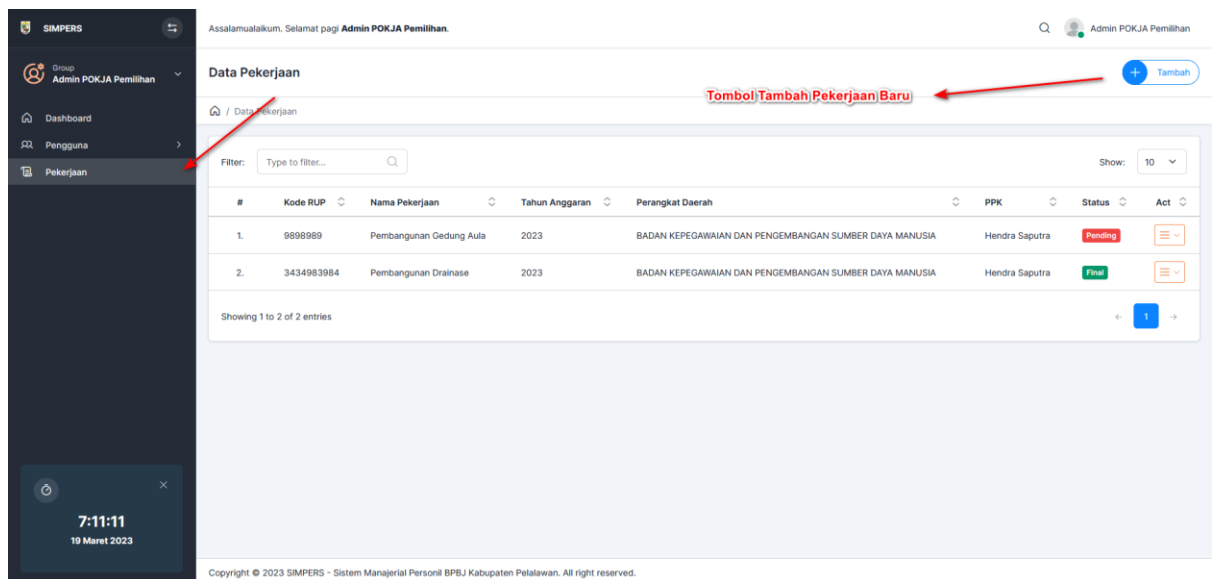 SIMPERS
Assalamualaikum. Selamat pagi Admin POKJA Pemilihan.
Admin POKJA Pemilihan
Group
Admin POKJA Pemilihan
Dashboard
Pengguna
Pekerjaan
Data Pekerjaan
Tambah
Tombol Tambah Pekerjaan Baru
/ Data Pekerjaan
Filter: Type to filter... Show: 10
# Kode RUP Nama Pekerjaan Tahun Anggaran Perangkat Daerah PPK Status Act
1. 9898989 Pembangunan Gedung Aula 2023 BADAN KEPEGAWAIAN DAN PENGEMBANGAN SUMBER DAYA MANUSIA Hendra Saputra Pending
2. 3434983984 Pembangunan Drainase 2023 BADAN KEPEGAWAIAN DAN PENGEMBANGAN SUMBER DAYA MANUSIA Hendra Saputra Final
Showing 1 to 2 of 2 entries
← 1 →
7:11:11
19 Maret 2023
Copyright © 2023 SIMPERS - Sistem Manajerial Personil BPBJ Kabupaten Pelalawan. All right reserved.